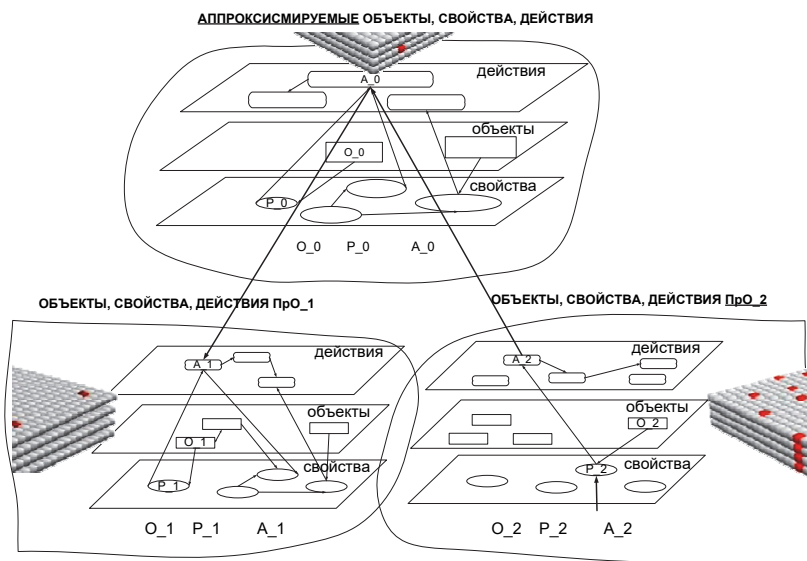 АППРОКСИСМИРУЕМЫЕ ОБЪЕКТЫ, СВОЙСТВА, ДЕЙСТВИЯ
действия
A_0
объекты
O_0
свойства
P_0
O_0 P_0 A_0
ОБЪЕКТЫ, СВОЙСТВА, ДЕЙСТВИЯ ПрО_1
действия
A_1
объекты
O_1
свойства
P_1
O_1 P_1 A_1
ОБЪЕКТЫ, СВОЙСТВА, ДЕЙСТВИЯ ПрО_2
действия
A_2
объекты
O_2
свойства
P_2
O_2 P_2 A_2